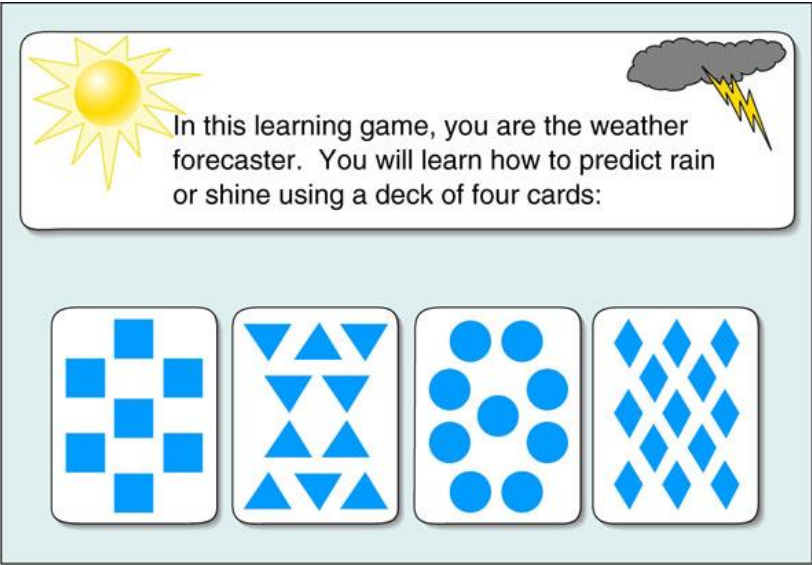 In this learning game, you are the weather
forecaster.  You will learn how to predict rain
or shine using a deck of four cards: